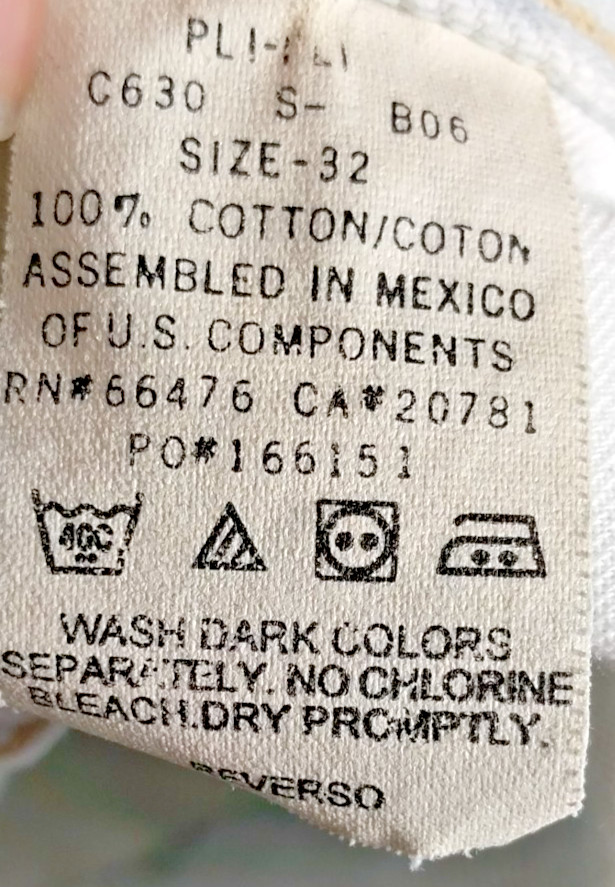 C630 S- B06
SIZE-32
100% COTTON/COTON
ASSEMBLED IN MEXICO
OF U.S. COMPONENTS
RN#66476 CA#20781
PO#166151
40C
WASH DARK COLORS
SEPARATELY. NO CHLORINE
BLEACH.DRY PROMPTLY.
REVERSO